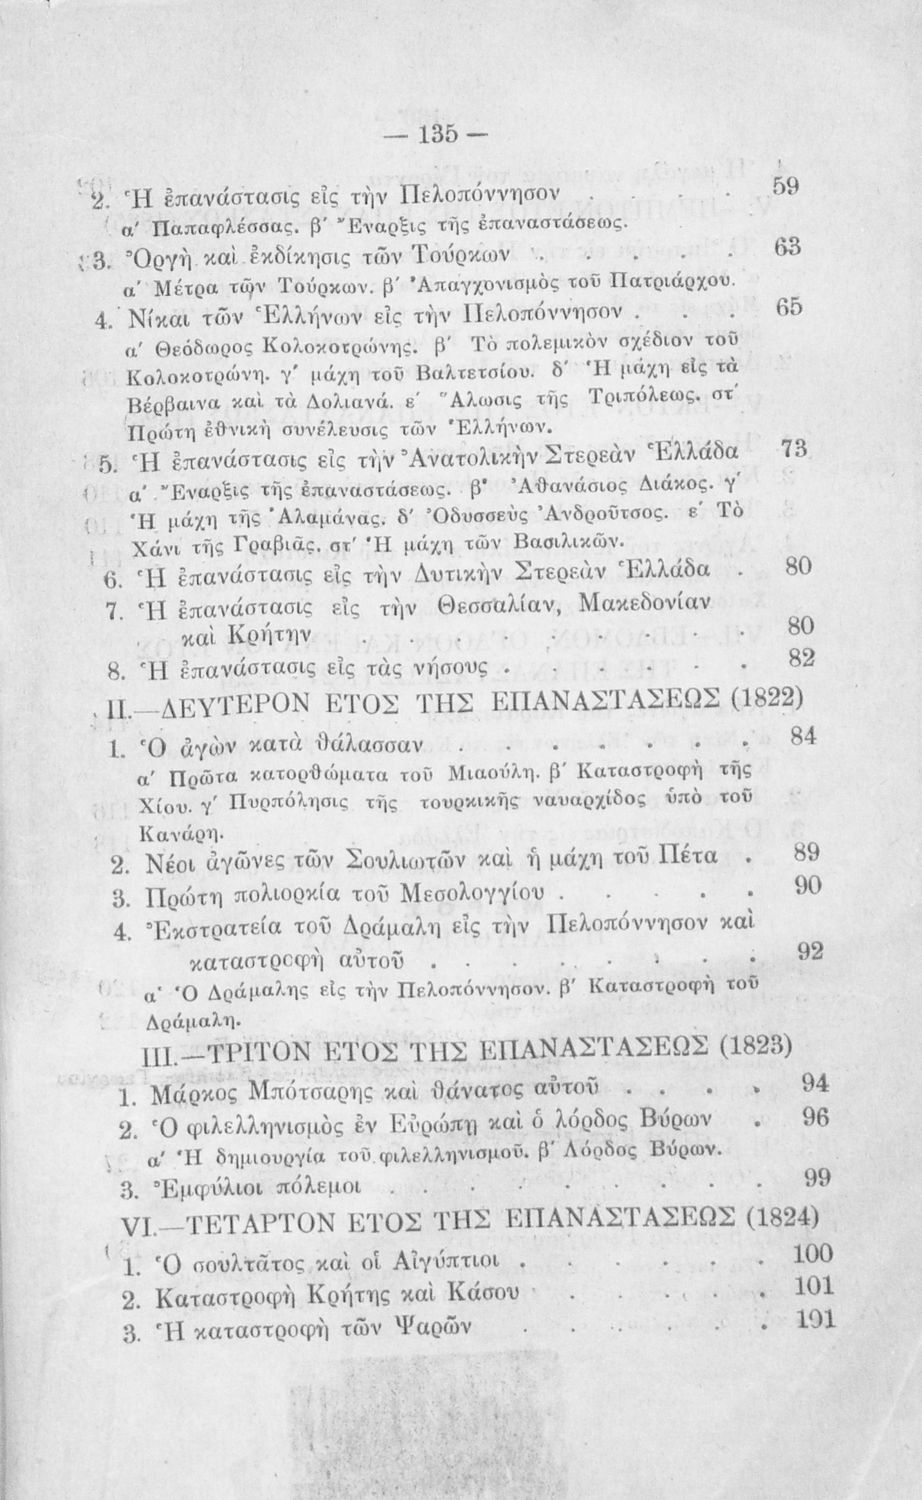 — 135 —
2. Ἡ ἐπανάστασις εἰς τὴν Πελοπόννησον . . . 59
α΄ Παπαφλέσσας. β΄ Ἔναρξις τῆς ἐπαναστάσεως.
3. Ὀργὴ καὶ ἐκδίκησις τῶν Τούρκων . . . . . 63
α΄ Μέτρα τῶν Τούρκων. β΄ Ἀπαγχονισμὸς τοῦ Πατριάρχου.
4. Νίκαι τῶν Ἑλλήνων εἰς τὴν Πελοπόννησον . . . 65
α΄ Θεόδωρος Κολοκοτρώνης. β΄ Τὸ πολεμικὸν σχέδιον τοῦ
Κολοκοτρώνη. γ΄ μάχη τοῦ Βαλτετσίου. δ΄ Ἡ μάχη εἰς τὰ
Βέρβαινα καὶ τὰ Δολιανά. ε΄ Ἅλωσις τῆς Τριπόλεως. στ΄
Πρώτη ἐθνικὴ συνέλευσις τῶν Ἑλλήνων.
5. Ἡ ἐπανάστασις εἰς τὴν Ἀνατολικὴν Στερεὰν Ἑλλάδα 73
α΄ Ἔναρξις τῆς ἐπαναστάσεως. β΄ Ἀθανάσιος Διάκος. γ΄
Ἡ μάχη τῆς Ἀλαμάνας. δ΄ Ὀδυσσεὺς Ἀνδροῦτσος. ε΄ Τὸ
Χάνι τῆς Γραβιᾶς. στ΄ Ἡ μάχη τῶν Βασιλικῶν.
6. Ἡ ἐπανάστασις εἰς τὴν Δυτικὴν Στερεὰν Ἑλλάδα . 80
7. Ἡ ἐπανάστασις εἰς τὴν Θεσσαλίαν, Μακεδονίαν
καὶ Κρήτην . . . . . . . . 80
8. Ἡ ἐπανάστασις εἰς τὰς νήσους . . . . . . 82
II.—ΔΕΥΤΕΡΟΝ ΕΤΟΣ ΤΗΣ ΕΠΑΝΑΣΤΑΣΕΩΣ (1822)
1. Ὁ ἀγὼν κατὰ θάλασσαν . . . . . . . 84
α΄ Πρῶτα κατορθώματα τοῦ Μιαούλη. β΄ Καταστροφὴ τῆς
Χίου. γ΄ Πυρπόλησις τῆς τουρκικῆς ναυαρχίδος ὑπὸ τοῦ
Κανάρη.
2. Νέοι ἀγῶνες τῶν Σουλιωτῶν καὶ ἡ μάχη τοῦ Πέτα . 89
3. Πρώτη πολιορκία τοῦ Μεσολογγίου . . . . . 90
4. Ἐκστρατεία τοῦ Δράμαλη εἰς τὴν Πελοπόννησον καὶ
καταστροφὴ αὐτοῦ . . . . . . . . 92
α΄ Ὁ Δράμαλης εἰς τὴν Πελοπόννησον. β΄ Καταστροφὴ τοῦ
Δράμαλη.
III.—ΤΡΙΤΟΝ ΕΤΟΣ ΤΗΣ ΕΠΑΝΑΣΤΑΣΕΩΣ (1823)
1. Μάρκος Μπότσαρης καὶ θάνατος αὐτοῦ . . . . 94
2. Ὁ φιλελληνισμὸς ἐν Εὐρώπῃ καὶ ὁ λόρδος Βύρων . 96
α΄ Ἡ δημιουργία τοῦ φιλελληνισμοῦ. β΄ Λόρδος Βύρων.
3. Ἐμφύλιοι πόλεμοι . . . . . . . . . 99
VI.—ΤΕΤΑΡΤΟΝ ΕΤΟΣ ΤΗΣ ΕΠΑΝΑΣΤΑΣΕΩΣ (1824)
1. Ὁ σουλτᾶτος καὶ οἱ Αἰγύπτιοι . . . . . . 100
2. Καταστροφὴ Κρήτης καὶ Κάσου . . . . . 101
3. Ἡ καταστροφὴ τῶν Ψαρῶν . . . . . . 191